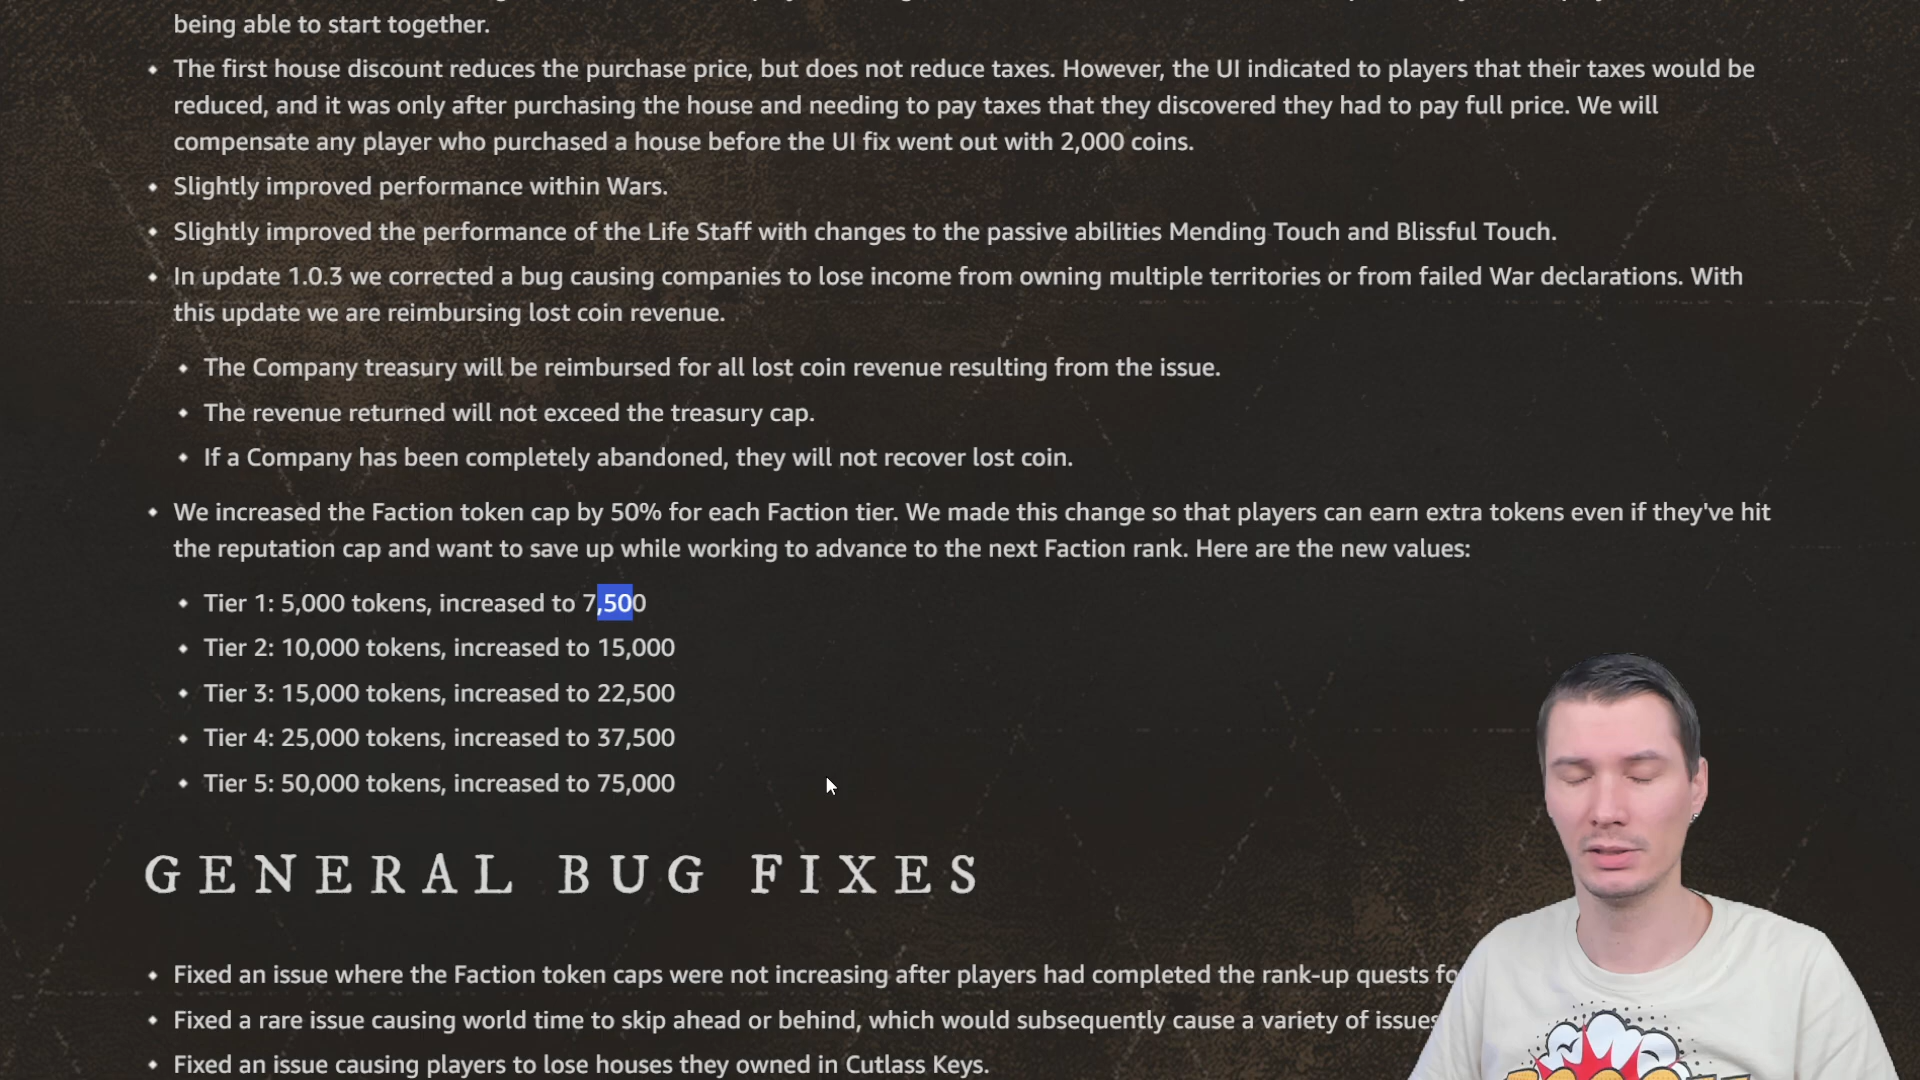 being able to start together.
The first house discount reduces the purchase price, but does not reduce taxes. However, the UI indicated to players that their taxes would be
reduced, and it was only after purchasing the house and needing to pay taxes that they discovered they had to pay full price. We will
compensate any player who purchased a house before the UI fix went out with 2,000 coins.
Slightly improved performance within Wars.
Slightly improved the performance of the Life Staff with changes to the passive abilities Mending Touch and Blissful Touch.
In update 1.0.3 we corrected a bug causing companies to lose income from owning multiple territories or from failed War declarations. With
this update we are reimbursing lost coin revenue.
The Company treasury will be reimbursed for all lost coin revenue resulting from the issue.
The revenue returned will not exceed the treasury cap.
If a Company has been completely abandoned, they will not recover lost coin.
We increased the Faction token cap by 50% for each Faction tier. We made this change so that players can earn extra tokens even if they've hit
the reputation cap and want to save up while working to advance to the next Faction rank. Here are the new values:
Tier 1: 5,000 tokens, increased to 7,500
Tier 2: 10,000 tokens, increased to 15,000
Tier 3: 15,000 tokens, increased to 22,500
Tier 4: 25,000 tokens, increased to 37,500
Tier 5: 50,000 tokens, increased to 75,000
GENERAL BUG FIXES
Fixed an issue where the Faction token caps were not increasing after players had completed the rank-up quests
Fixed a rare issue causing world time to skip ahead or behind, which would subsequently cause a variety of issues
Fixed an issue causing players to lose houses they owned in Cutlass Keys.